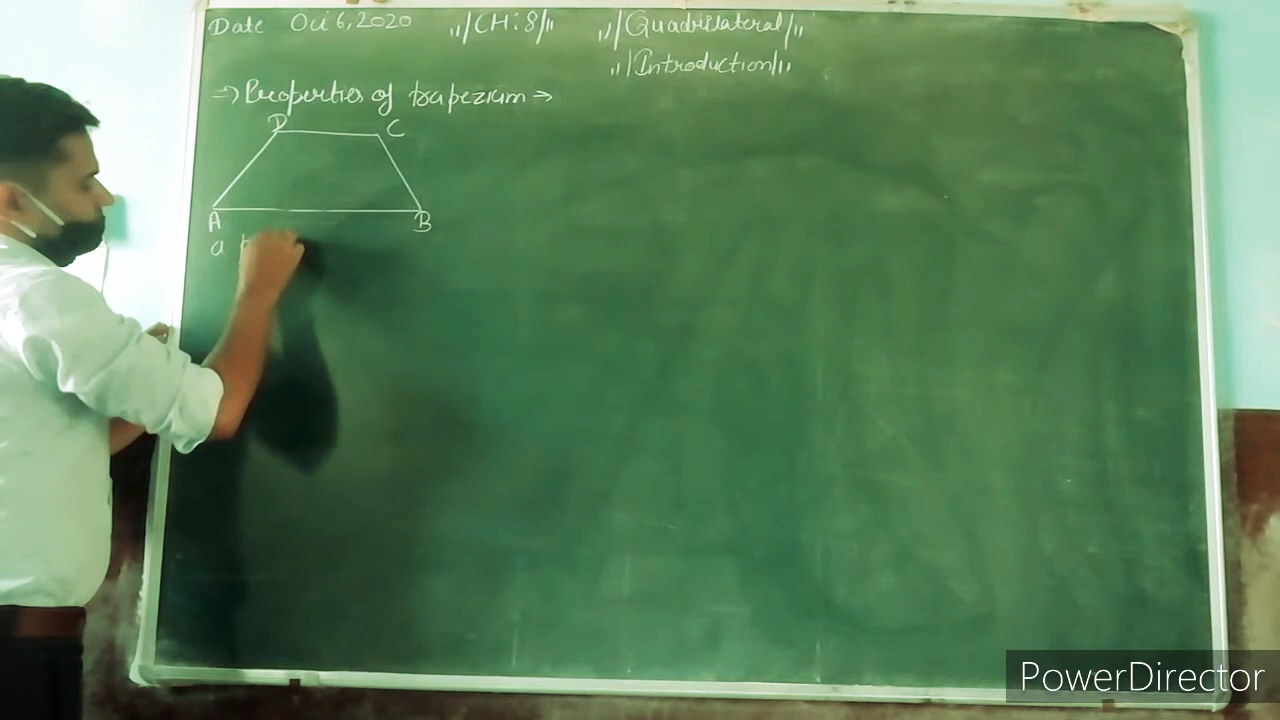 Date Oct 6, 2020 //CH:8// //Quadrilateral//
//Introduction//
→ Properties of trapezium →
D C
A B
a
PowerDirector